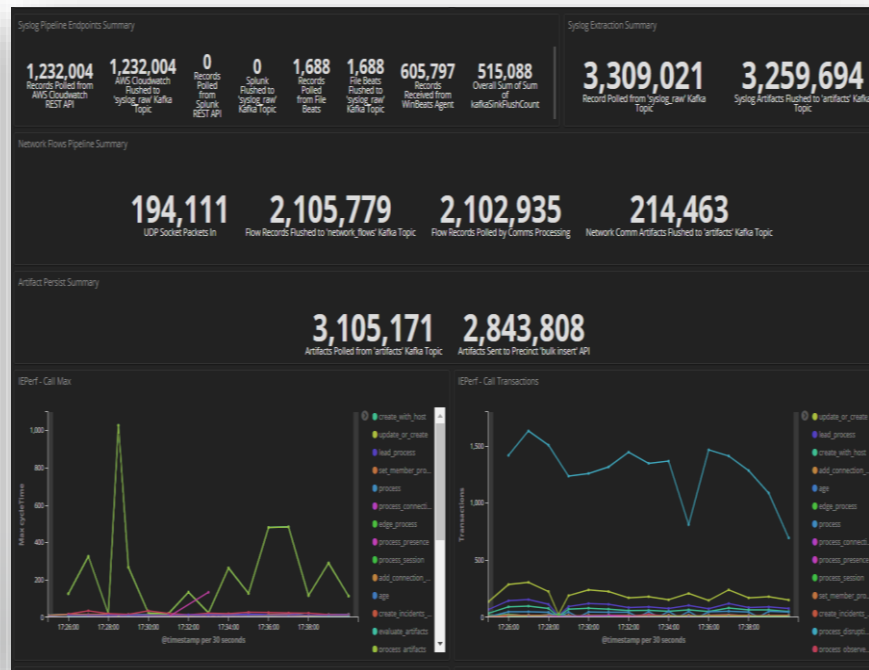 Syslog Pipeline Endpoints Summary
1,232,004
Records Polled from
AWS Cloudwatch
REST API
1,232,004
AWS Cloudwatch
Flushed to
'syslog_raw' Kafka
Topic
0
Records
Polled
from
Splunk
REST API
0
Splunk
Flushed to
'syslog_raw'
Kafka Topic
1,688
Records
Polled
from File
Beats
1,688
File Beats
Flushed to
'syslog_raw'
Kafka Topic
605,797
Records
Received from
WinBeats Agent
515,088
Overall Sum of Sum
of
kafkaSinkFlushCount
Syslog Extraction Summary
3,309,021
Record Polled from 'syslog_raw' Kafka
Topic
3,259,694
Syslog Artifacts Flushed to 'artifacts' Kafka
Topic
Network Flows Pipeline Summary
194,111
UDP Socket Packets In
2,105,779
Flow Records Flushed to 'network_flows' Kafka Topic
2,102,935
Flow Records Polled by Comms Processing
214,463
Network Comm Artifacts Flushed to 'artifacts' Kafka Topic
Artifact Persist Summary
3,105,171
Artifacts Polled from 'artifacts' Kafka Topic
2,843,808
Artifacts Sent to Precinct 'bulk insert' API
IEPerf - Call Max
Max cycleTime
1,000
800
600
400
200
0
17:26:00
17:28:00
17:30:00
17:32:00
17:34:00
17:36:00
17:38:00
@timestamp per 30 seconds
create_with_host
update_or_create
lead_process
set_member_pro...
process
process_connecti...
edge_process
process_presence
process_session
add_connection_...
age
create_incidents_...
evaluate_artifacts
process_artifacts
IEPerf - Call Transactions
Transactions
1,500
1,000
500
0
17:26:00
17:28:00
17:30:00
17:32:00
17:34:00
17:36:00
17:38:00
@timestamp per 30 seconds
update_or_create
lead_process
create_with_host
add_connection_...
age
edge_process
process
process_connecti...
process_presence
process_session
set_member_pro...
create_incidents_...
process_disrupti...
process_observe...